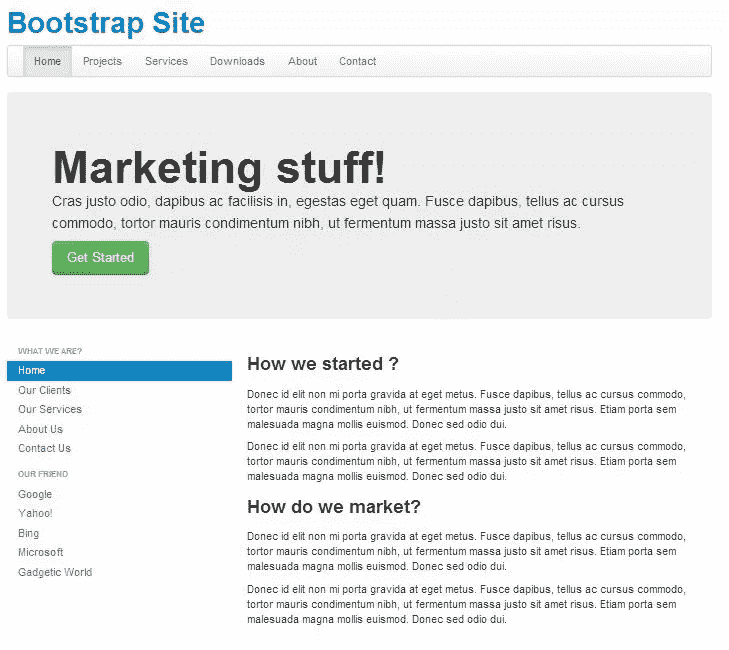 Bootstrap Site
Home Projects Services Downloads About Contact
Marketing stuff!
Cras justo odio, dapibus ac facilisis in, egestas eget quam. Fusce dapibus, tellus ac cursus
commodo, tortor mauris condimentum nibh, ut fermentum massa justo sit amet risus.
Get Started
WHAT WE ARE?
Home
Our Clients
Our Services
About Us
Contact Us
OUR FRIEND
Google
Yahoo!
Bing
Microsoft
Gadgetic World
How we started ?
Donec id elit non mi porta gravida at eget metus. Fusce dapibus, tellus ac cursus commodo,
tortor mauris condimentum nibh, ut fermentum massa justo sit amet risus. Etiam porta sem
malesuada magna mollis euismod. Donec sed odio dui.
Donec id elit non mi porta gravida at eget metus. Fusce dapibus, tellus ac cursus commodo,
tortor mauris condimentum nibh, ut fermentum massa justo sit amet risus. Etiam porta sem
malesuada magna mollis euismod. Donec sed odio dui.
How do we market?
Donec id elit non mi porta gravida at eget metus. Fusce dapibus, tellus ac cursus commodo,
tortor mauris condimentum nibh, ut fermentum massa justo sit amet risus. Etiam porta sem
malesuada magna mollis euismod. Donec sed odio dui.
Donec id elit non mi porta gravida at eget metus. Fusce dapibus, tellus ac cursus commodo,
tortor mauris condimentum nibh, ut fermentum massa justo sit amet risus. Etiam porta sem
malesuada magna mollis euismod. Donec sed odio dui.